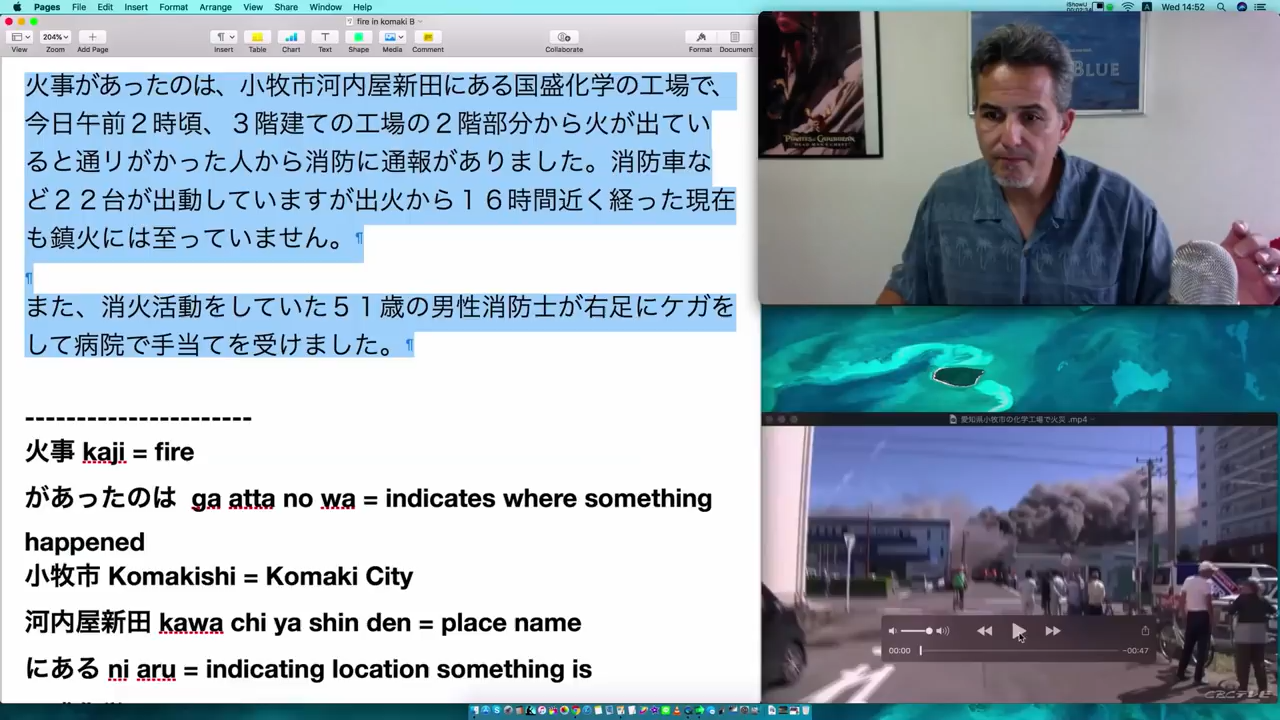 Pages File Edit Insert Format Arrange View Share Window Help
Wed 14:52
fire in komaki B
204%
View Zoom Add Page
Insert Table Chart Text Shape Media Comment
Collaborate
Format Document
火事があったのは、小牧市河内屋新田にある国盛化学の工場で、
今日午前２時頃、３階建ての工場の２階部分から火が出てい
ると通リがかった人から消防に通報がありました。消防車な
ど２２台が出動していますが出火から１６時間近く経った現在
も鎮火には至っていません。
また、消火活動をしていた５１歳の男性消防士が右足にケガを
して病院で手当てを受けました。
----------------------
火事 kaji = fire
があったのは ga atta no wa = indicates where something
happened
小牧市 Komakishi = Komaki City
河内屋新田 kawa chi ya shin den = place name
にある ni aru = indicating location something is
BLUE
PIRATES of CARIBBEAN
DEAD MAN'S CHEST
愛知県小牧市の化学工場で火災 .mp4
00:00
-00:47